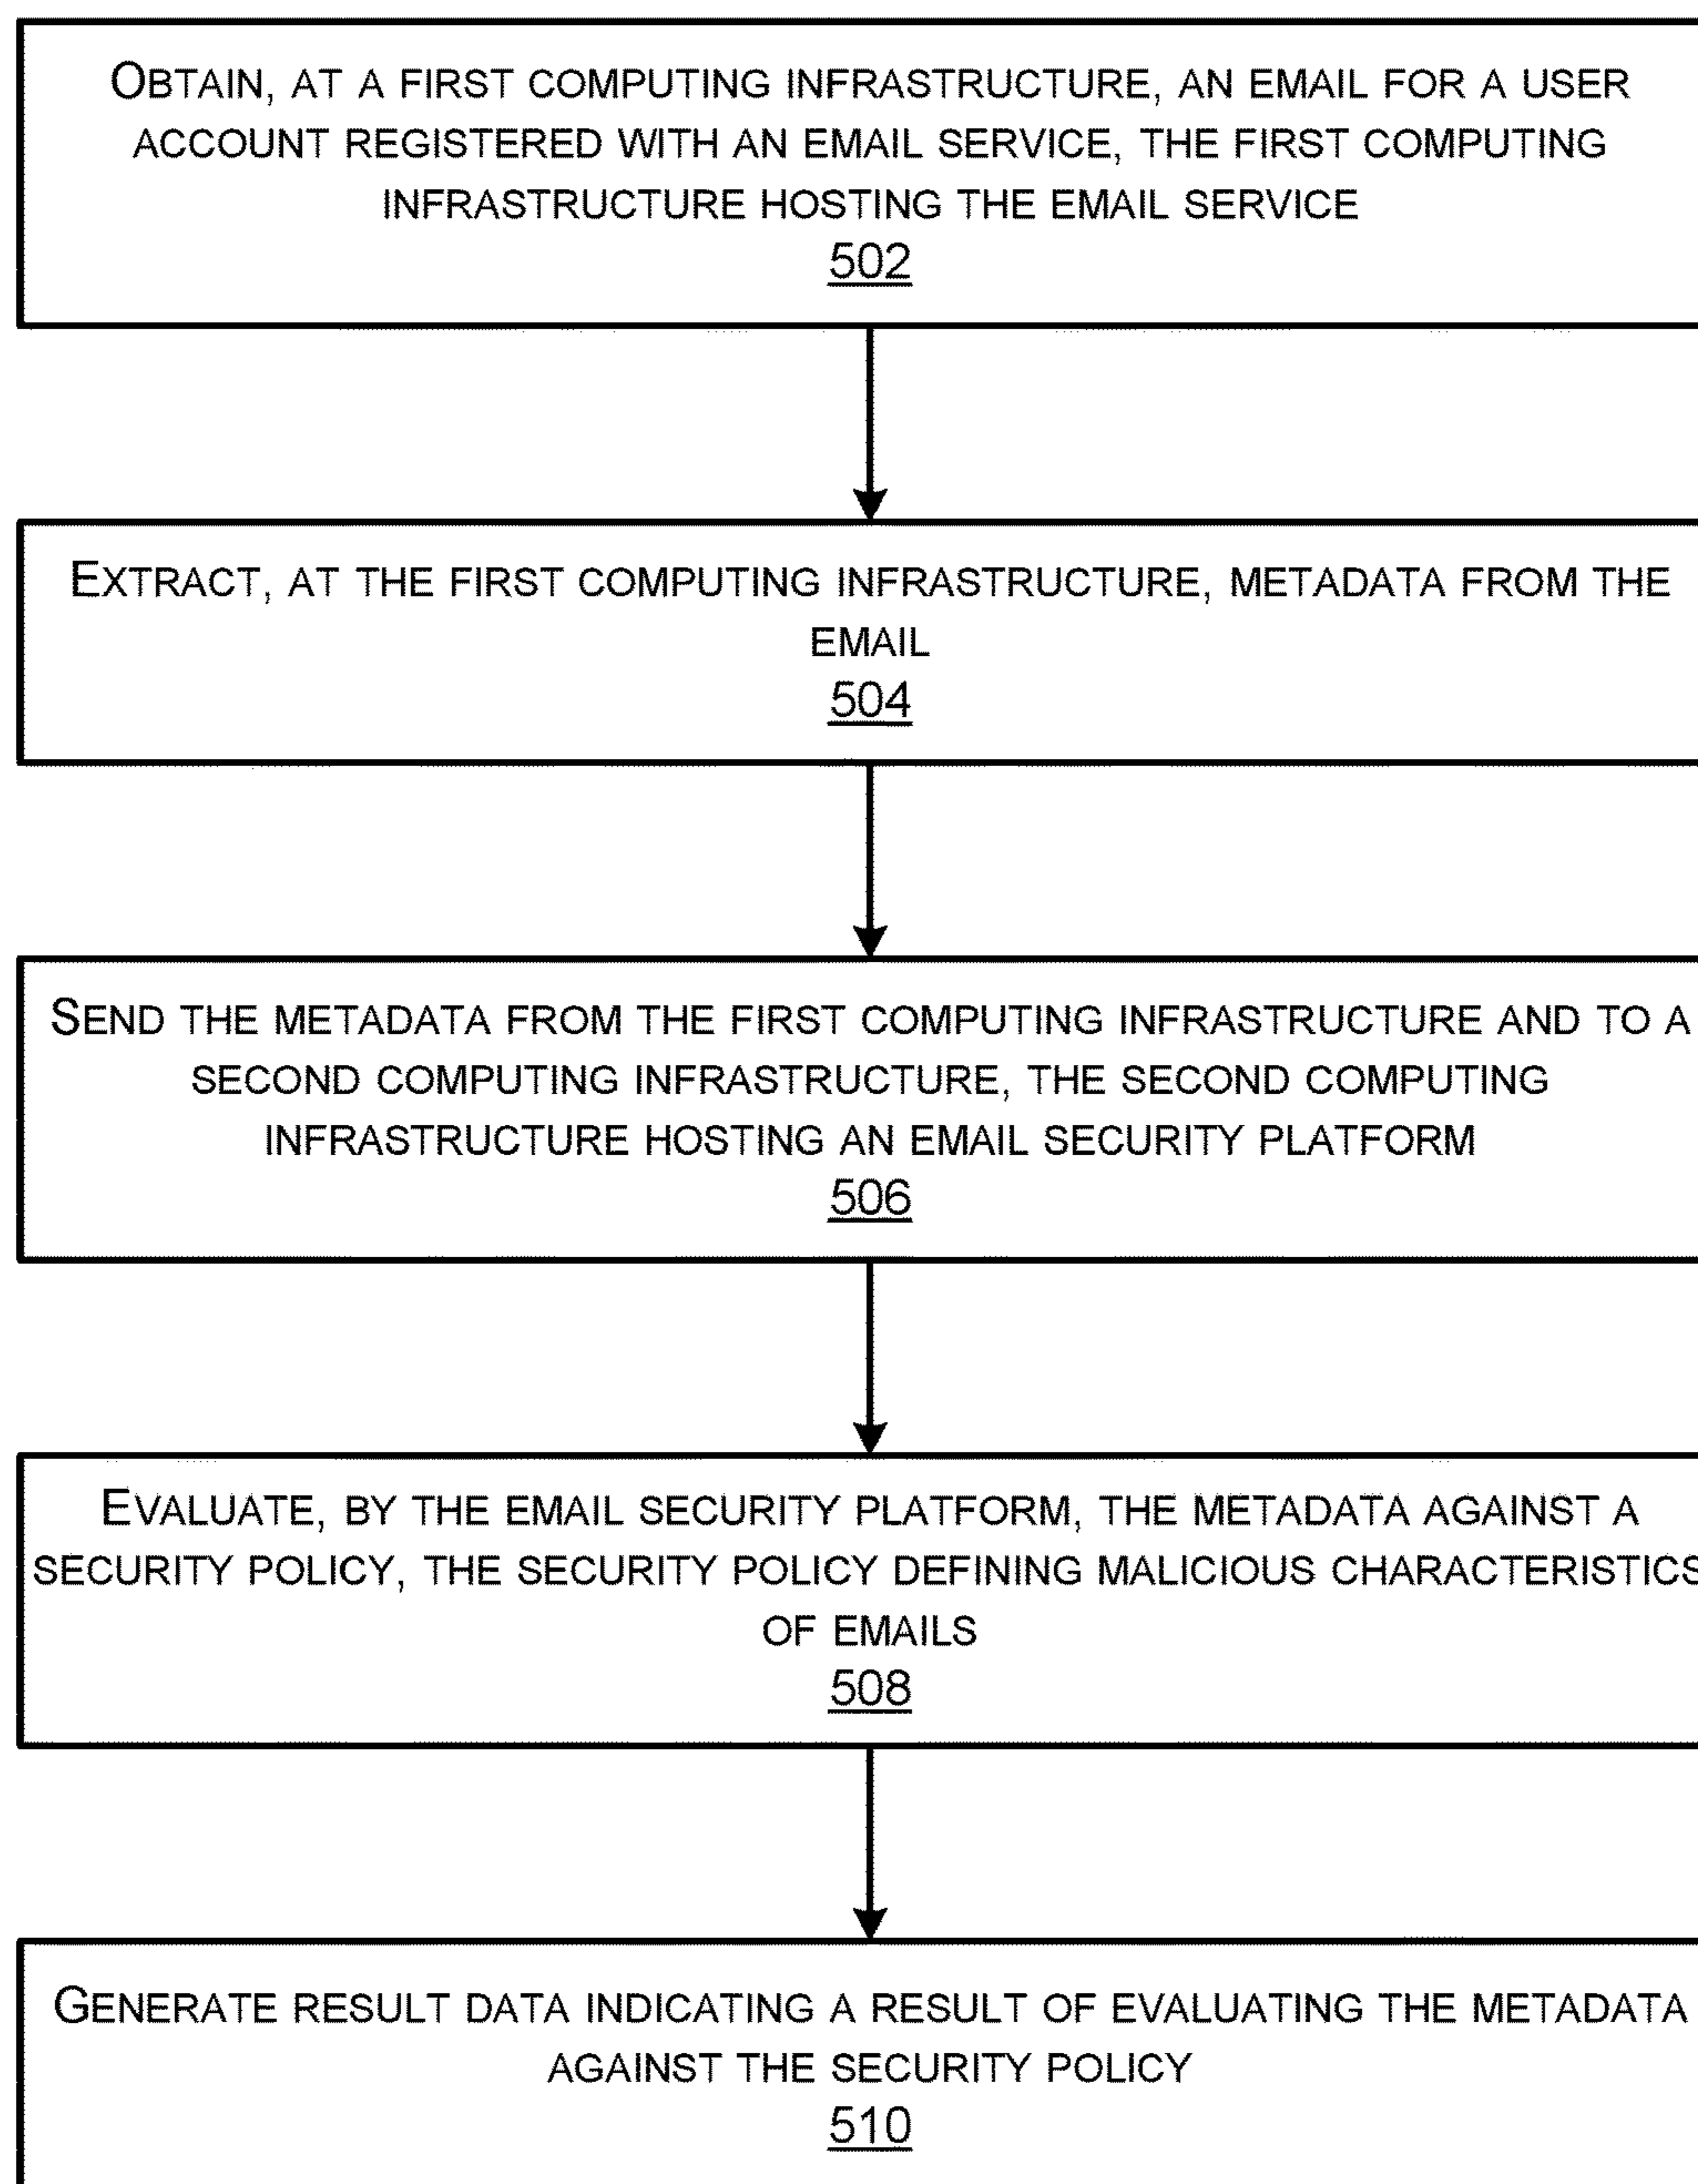 OBTAIN, AT A FIRST COMPUTING INFRASTRUCTURE, AN EMAIL FOR A USER
ACCOUNT REGISTERED WITH AN EMAIL SERVICE, THE FIRST COMPUTING
INFRASTRUCTURE HOSTING THE EMAIL SERVICE
502
EXTRACT, AT THE FIRST COMPUTING INFRASTRUCTURE, METADATA FROM THE
EMAIL
504
SEND THE METADATA FROM THE FIRST COMPUTING INFRASTRUCTURE AND TO A
SECOND COMPUTING INFRASTRUCTURE, THE SECOND COMPUTING
INFRASTRUCTURE HOSTING AN EMAIL SECURITY PLATFORM
506
EVALUATE, BY THE EMAIL SECURITY PLATFORM, THE METADATA AGAINST A
SECURITY POLICY, THE SECURITY POLICY DEFINING MALICIOUS CHARACTERISTICS
OF EMAILS
508
GENERATE RESULT DATA INDICATING A RESULT OF EVALUATING THE METADATA
AGAINST THE SECURITY POLICY
510